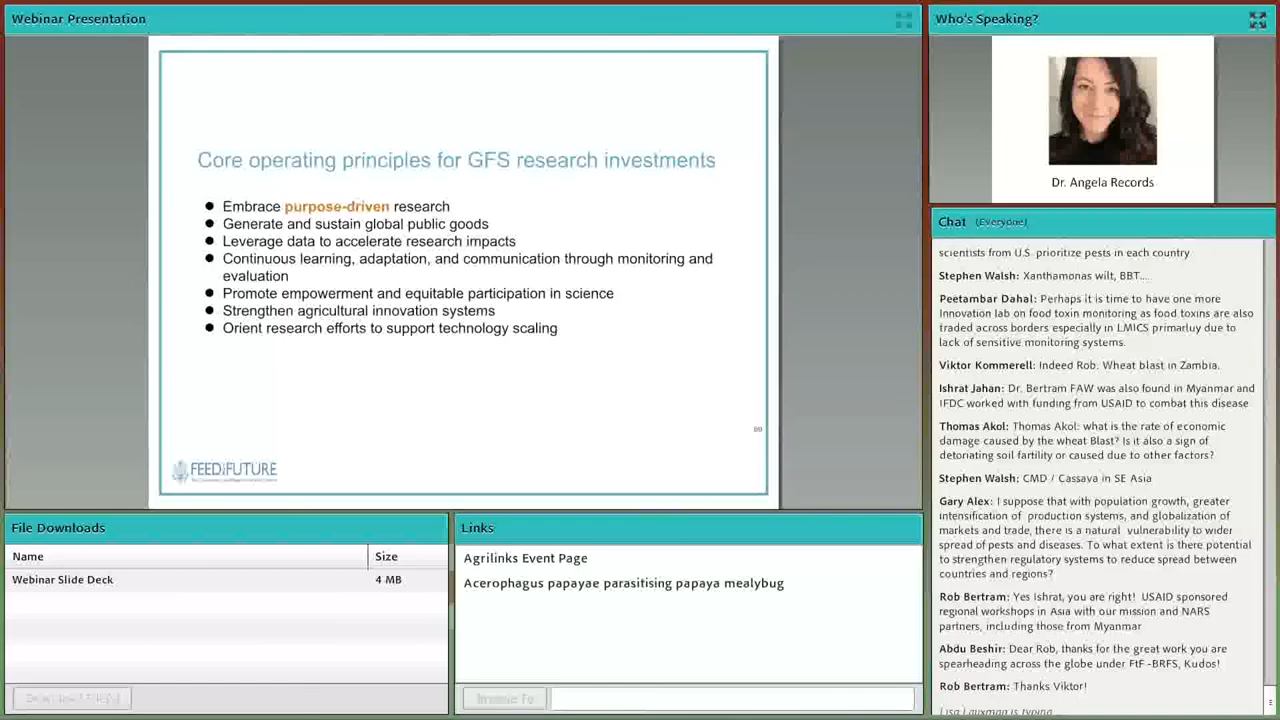 Webinar Presentation
Core operating principles for GFS research investments
Embrace purpose-driven research
Generate and sustain global public goods
Leverage data to accelerate research impacts
Continuous learning, adaptation, and communication through monitoring and
evaluation
Promote empowerment and equitable participation in science
Strengthen agricultural innovation systems
Orient research efforts to support technology scaling
FEED FUTURE
File Downloads
Name Size
Webinar Slide Deck 4 MB
Links
Agrilinks Event Page
Acerophagus papayae parasitising papaya mealybug
Browse To
Who's Speaking?
Dr. Angela Records
Chat (Everyone)
scientists from U.S. prioritize pests in each country
Stephen Walsh: Xanthamonas wilt, BBT....
Peetambar Dahal: Perhaps it is time to have one more
Innovation lab on food toxin monitoring as food toxins are also
traded across borders especially in LMICS primarluy due to
lack of sensitive monitoring systems.
Viktor Kommerell: Indeed Rob. Wheat blast in Zambia.
Ishrat Jahan: Dr. Bertram FAW was also found in Myanmar and
IFDC worked with funding from USAID to combat this disease
Thomas Akol: Thomas Akol: what is the rate of economic
damage caused by the wheat Blast? Is it also a sign of
detoriating soil fartility or caused due to other factors?
Stephen Walsh: CMD / Cassava in SE Asia
Gary Alex: I suppose that with population growth, greater
intensification of production systems, and globalization of
markets and trade, there is a natural vulnerability to wider
spread of pests and diseases. To what extent is there potential
to strengthen regulatory systems to reduce spread between
countries and regions?
Rob Bertram: Yes Ishrat, you are right! USAID sponsored
regional workshops in Asia with our mission and NARS
partners, including those from Myanmar
Abdu Beshir: Dear Rob, thanks for the great work you are
spearheading across the globe under FtF -BRFS, Kudos!
Rob Bertram: Thanks Viktor!
is typing